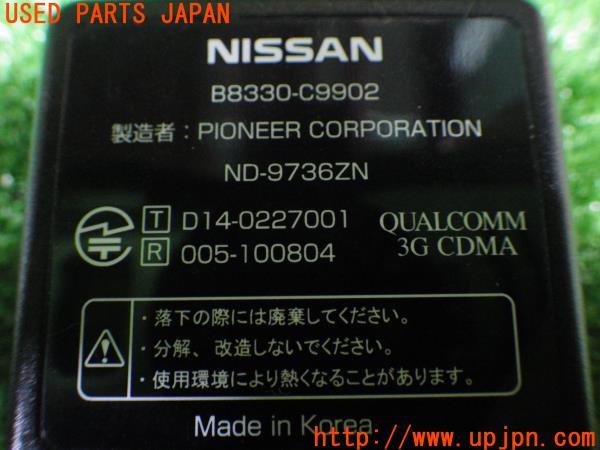 USED PARTS JAPAN
NISSAN
B8330-C9902
製造者：PIONEER CORPORATION
ND-9736ZN
T D14-0227001
R 005-100804
QUALCOMM
3G CDMA
・落下の際には廃棄してください。
・分解、改造しないでください。
・使用環境により熱くなることがあります。
Made in Korea
http://www.upjpn.com/